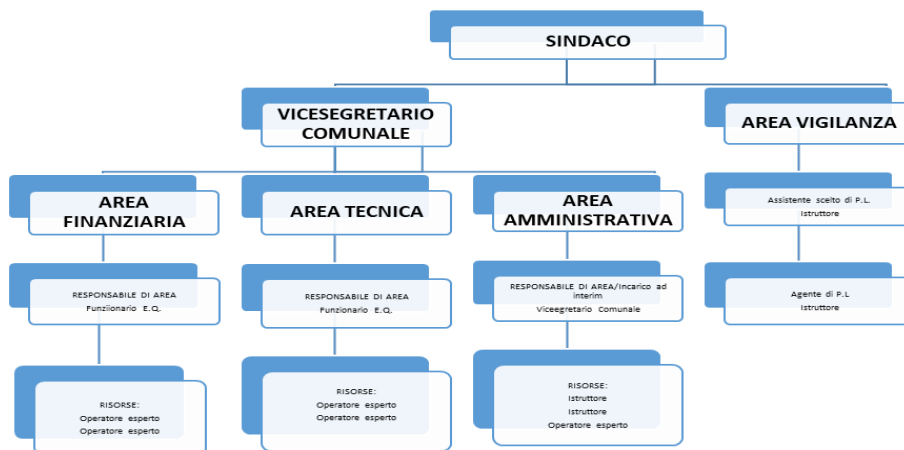 SINDACO
VICESEGRETARIO
COMUNALE
AREA VIGILANZA
AREA
FINANZIARIA
AREA TECNICA
AREA
AMMINISTRATIVA
Assistente scelto di P.L.
Istruttore
RESPONSABILE DI AREA
Funziionario E.Q.
RESPONSABILE DI AREA
Funzionario E.Q.
RESPONSABILE DI AREA/Incarico ad
interim
Viceegretario Comunale
Agente di P.L
Istruttore
RISORSE:
Operatore esperto
Operatore esperto
RISORSE:
Operatore esperto
Operatore esperto
RISORSE:
Istruttore
Istruttore
Operatore esperto